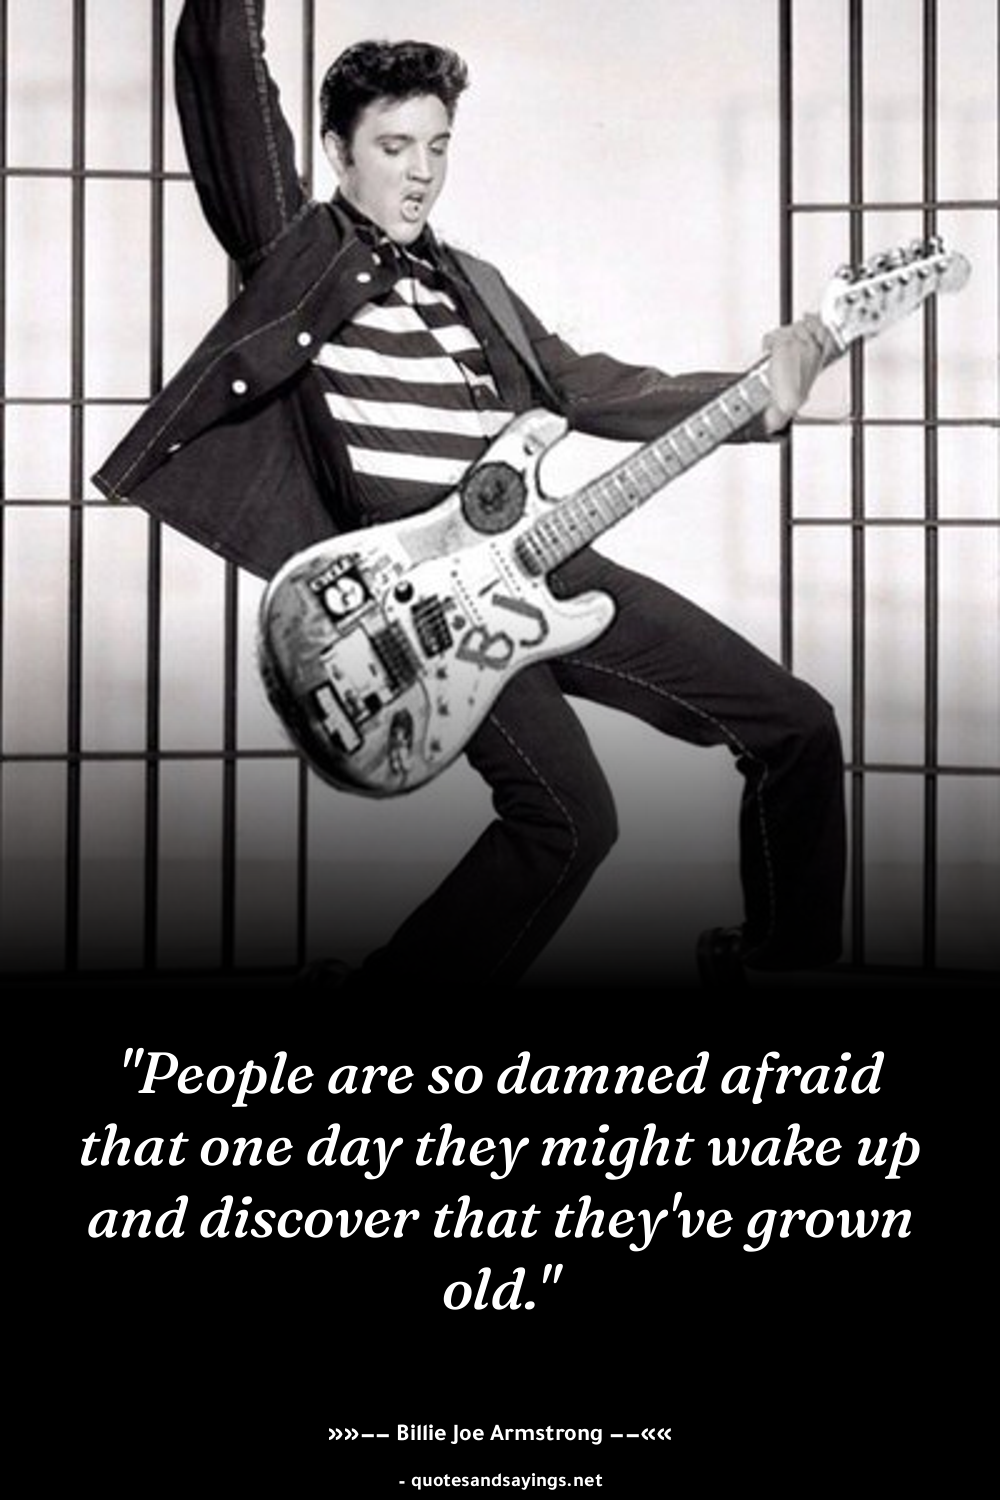 BJ
"People are so damned afraid
that one day they might wake up
and discover that they've grown
old."
»»–– Billie Joe Armstrong ––««
- quotesandsayings.net